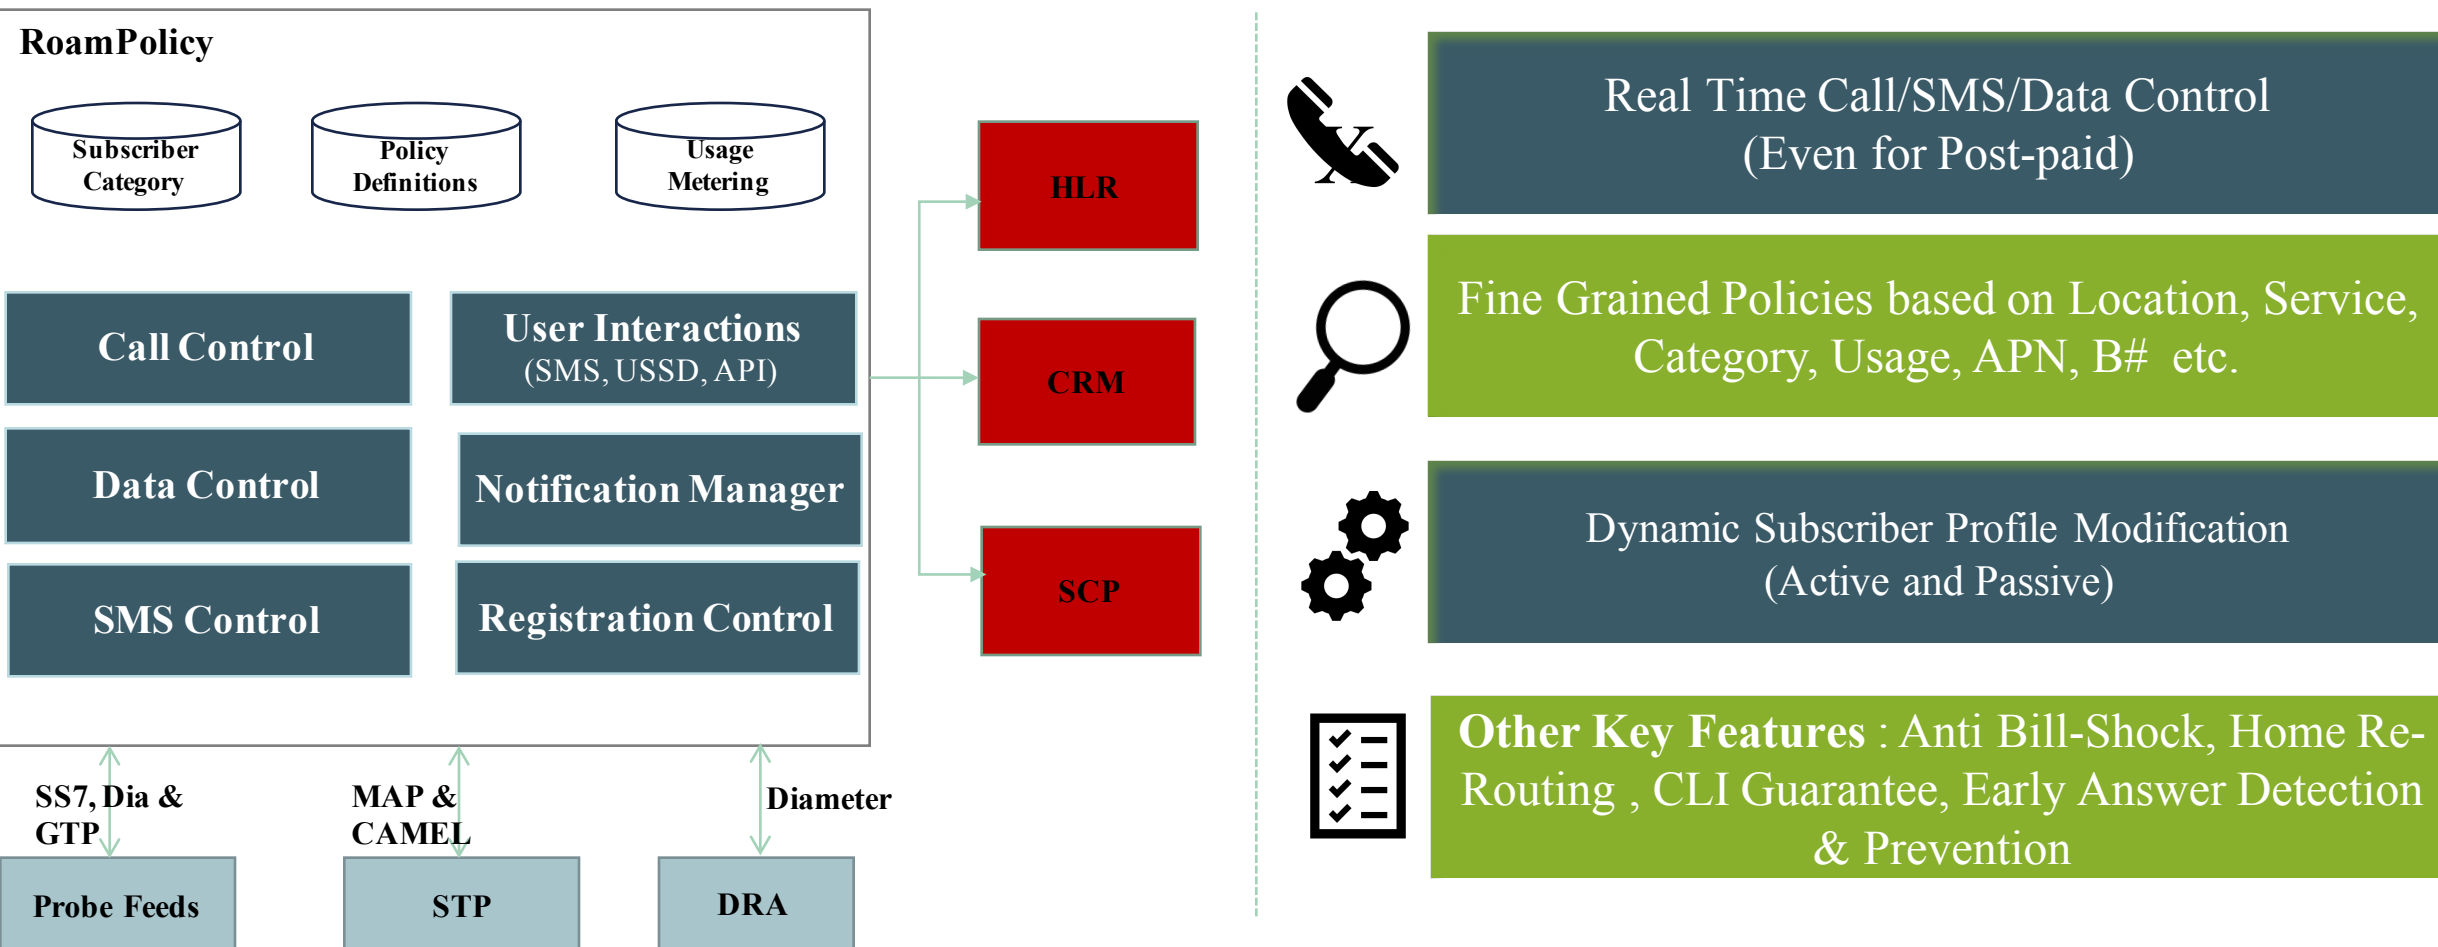 RoamPolicy
Subscriber
Category
Policy
Definitions
Usage
Metering
Call Control
User Interactions
(SMS, USSD, API)
Data Control
Notification Manager
SMS Control
Registration Control
HLR
CRM
SCP
SS7, Dia &
GTP
MAP &
CAMEL
Diameter
Probe Feeds
STP
DRA
X
Real Time Call/SMS/Data Control
(Even for Post-paid)
Fine Grained Policies based on Location, Service,
Category, Usage, APN, B# etc.
Dynamic Subscriber Profile Modification
(Active and Passive)
Other Key Features : Anti Bill-Shock, Home Re-
Routing , CLI Guarantee, Early Answer Detection
& Prevention